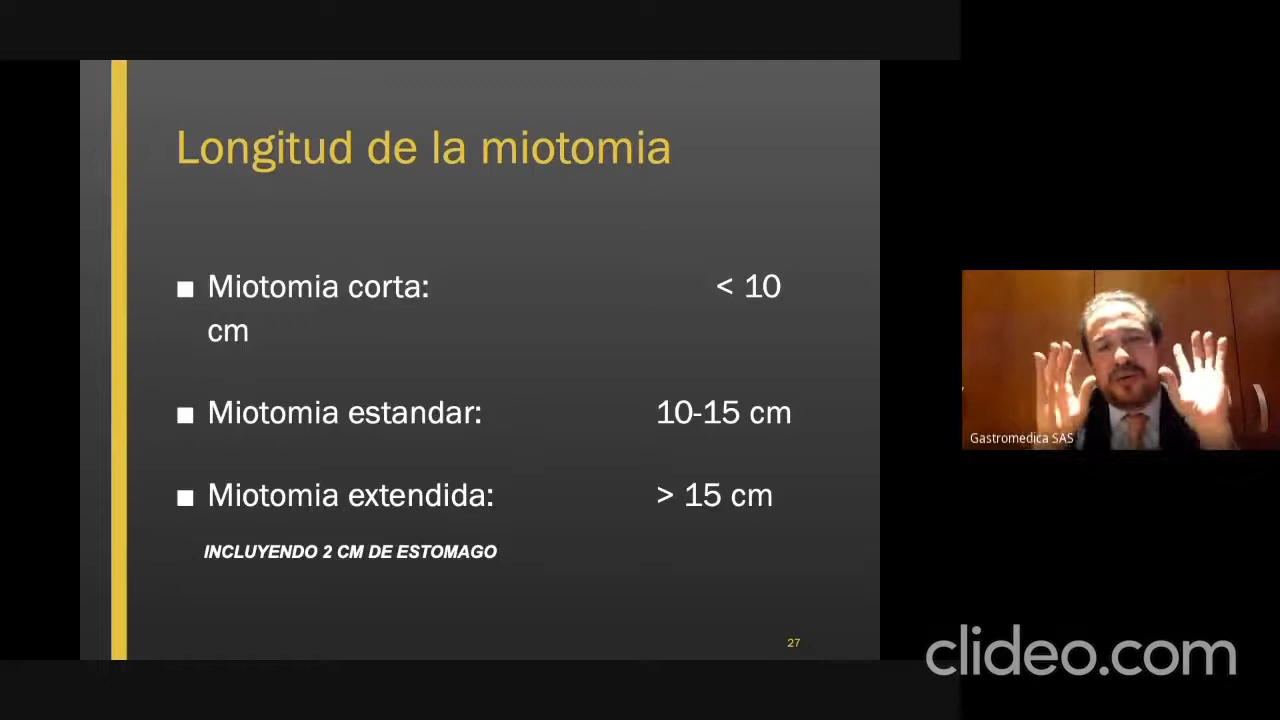 Longitud de la miotomia
■ Miotomia corta: < 10
cm
■ Miotomia estandar: 10-15 cm
■ Miotomia extendida: > 15 cm
INCLUYENDO 2 CM DE ESTOMAGO
27
Gastromedica SAS
clideo.com